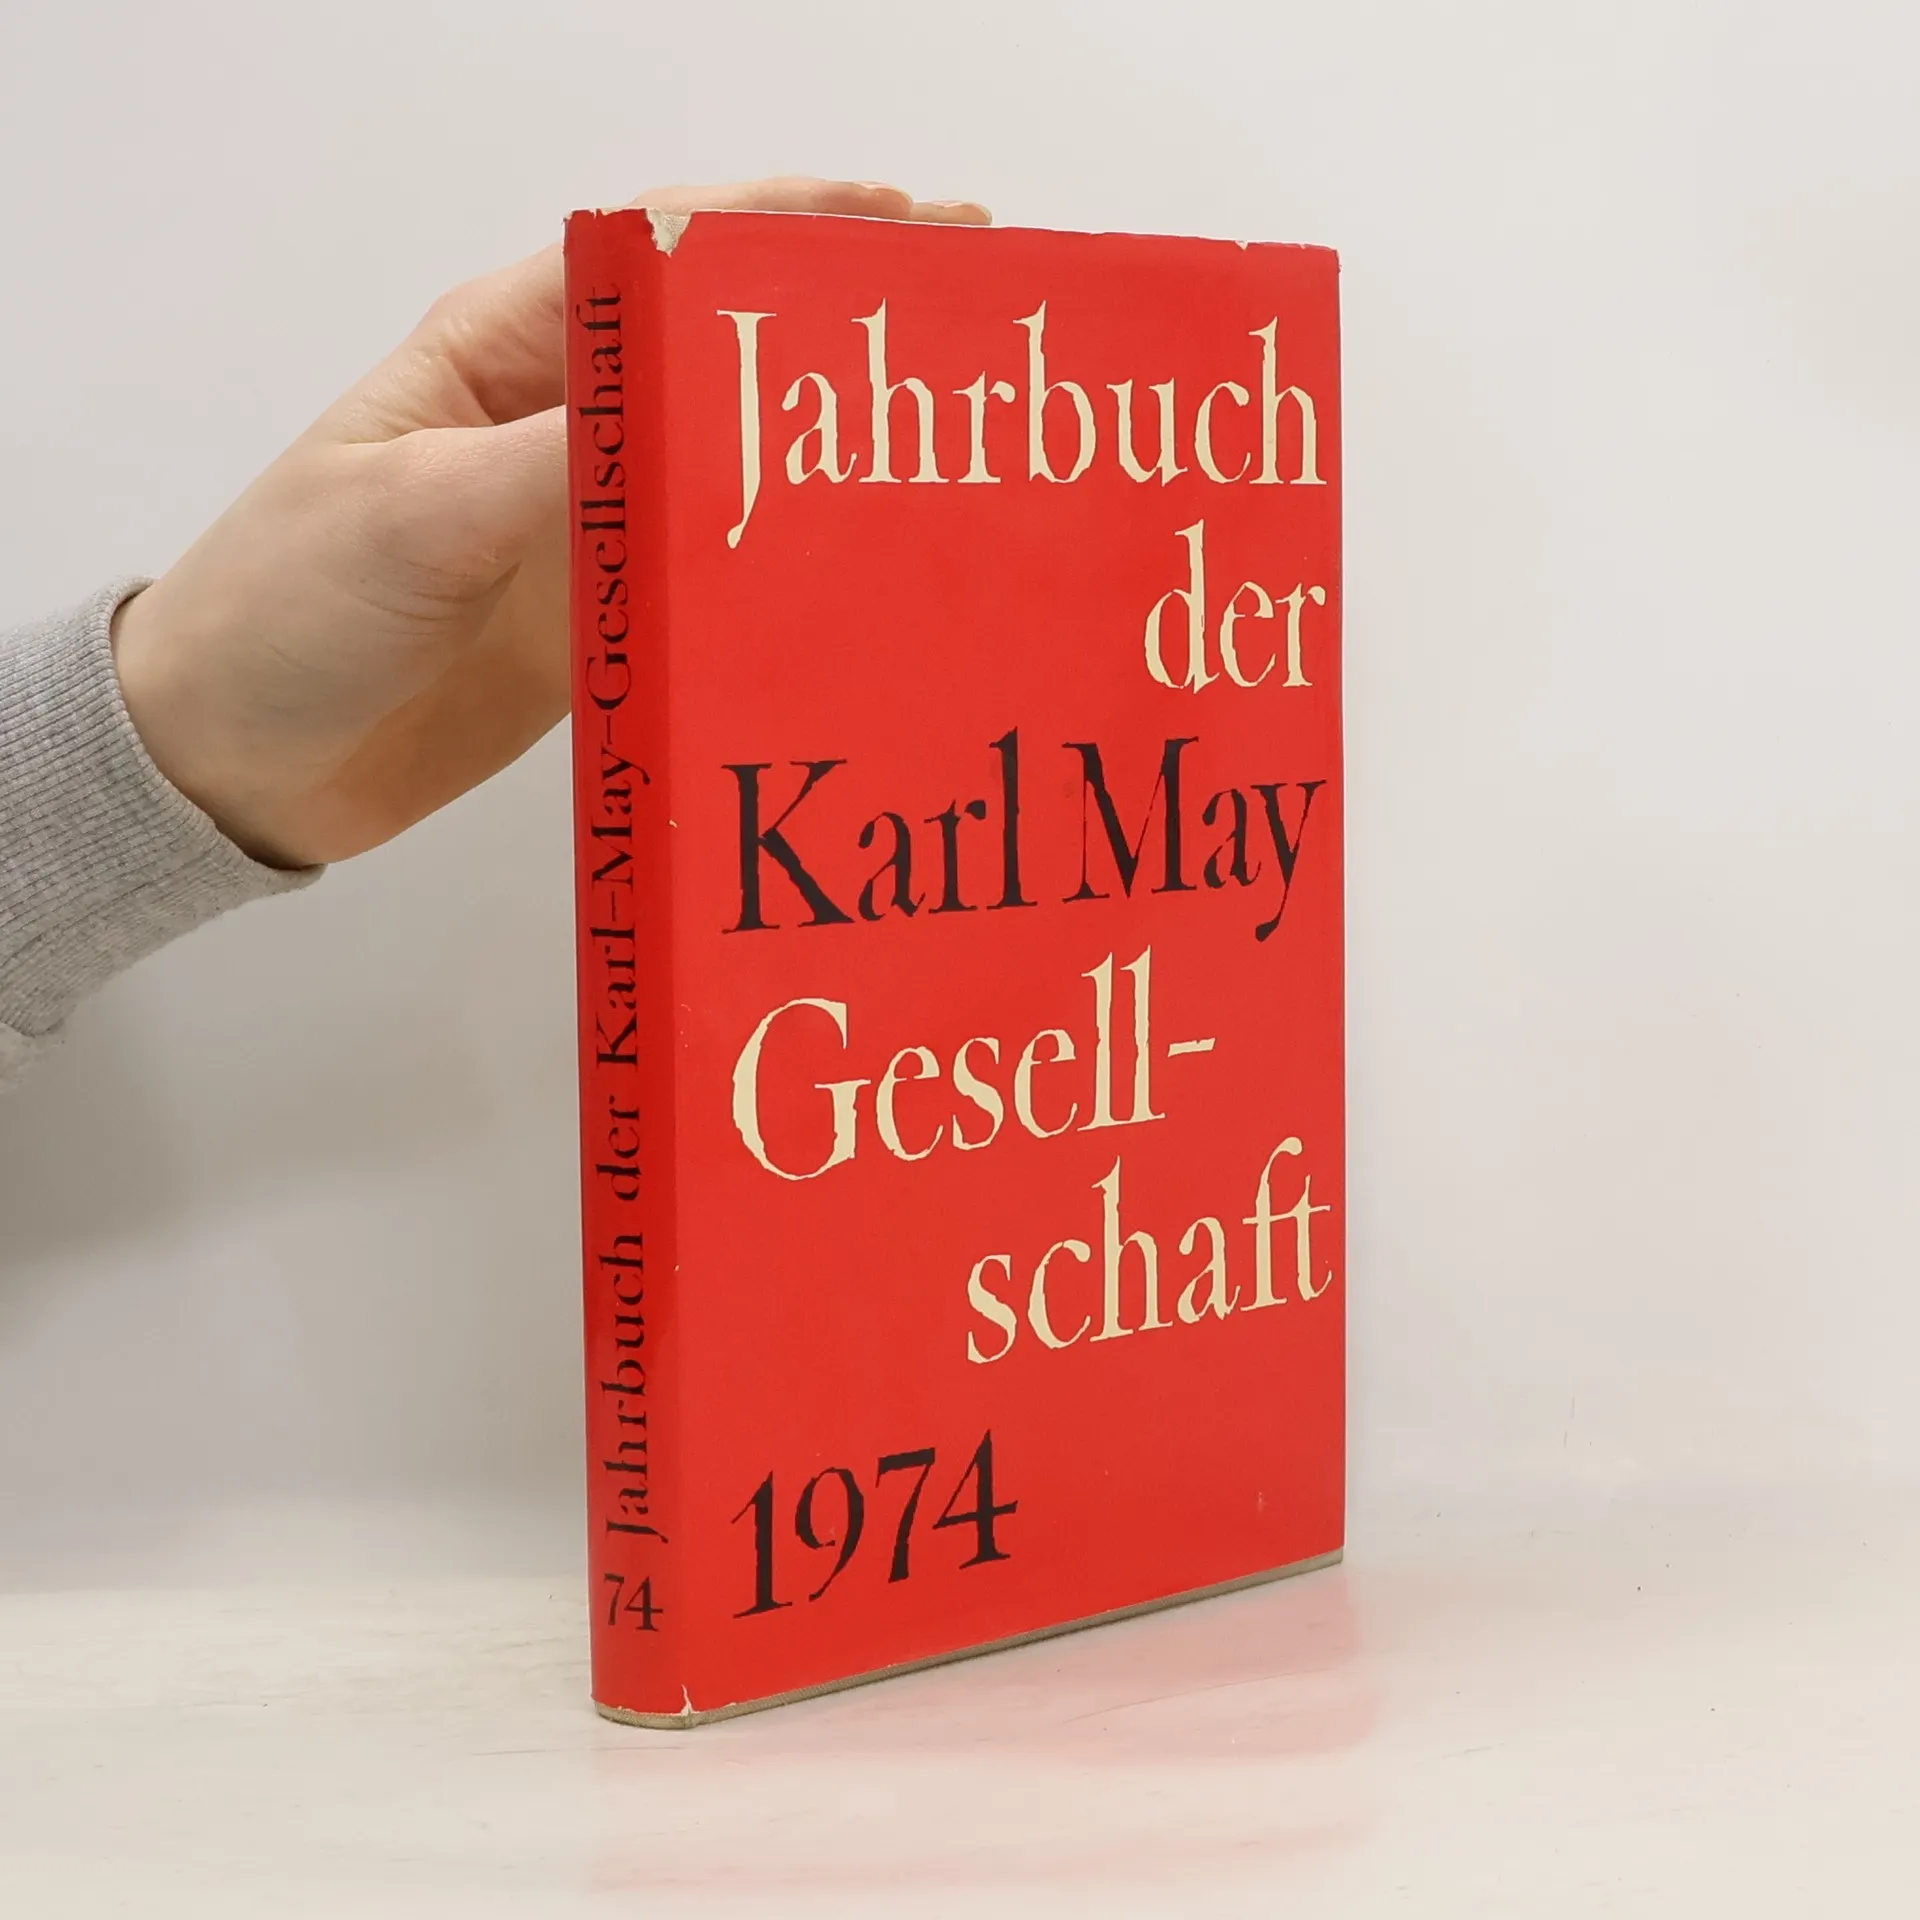 Jahrbuch
der
Karl May
Gesell-
schaft
1974
74 Jahrbuch der Karl-May-Gesellschaft